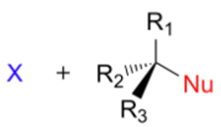 R1
X + R2 Nu
R3